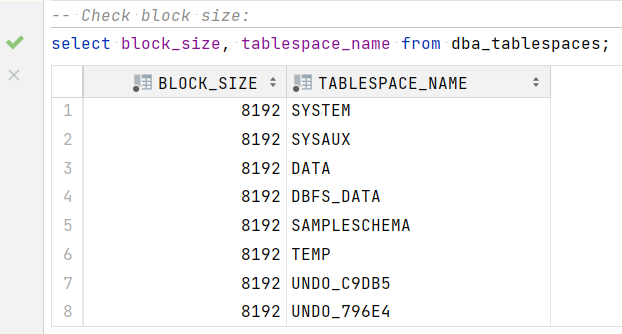 -- Check block size:
select block_size, tablespace_name from dba_tablespaces;
BLOCK_SIZE TABLESPACE_NAME
1 8192 SYSTEM
2 8192 SYSAUX
3 8192 DATA
4 8192 DBFS_DATA
5 8192 SAMPLESCHEMA
6 8192 TEMP
7 8192 UNDO_C9DB5
8 8192 UNDO_796E4